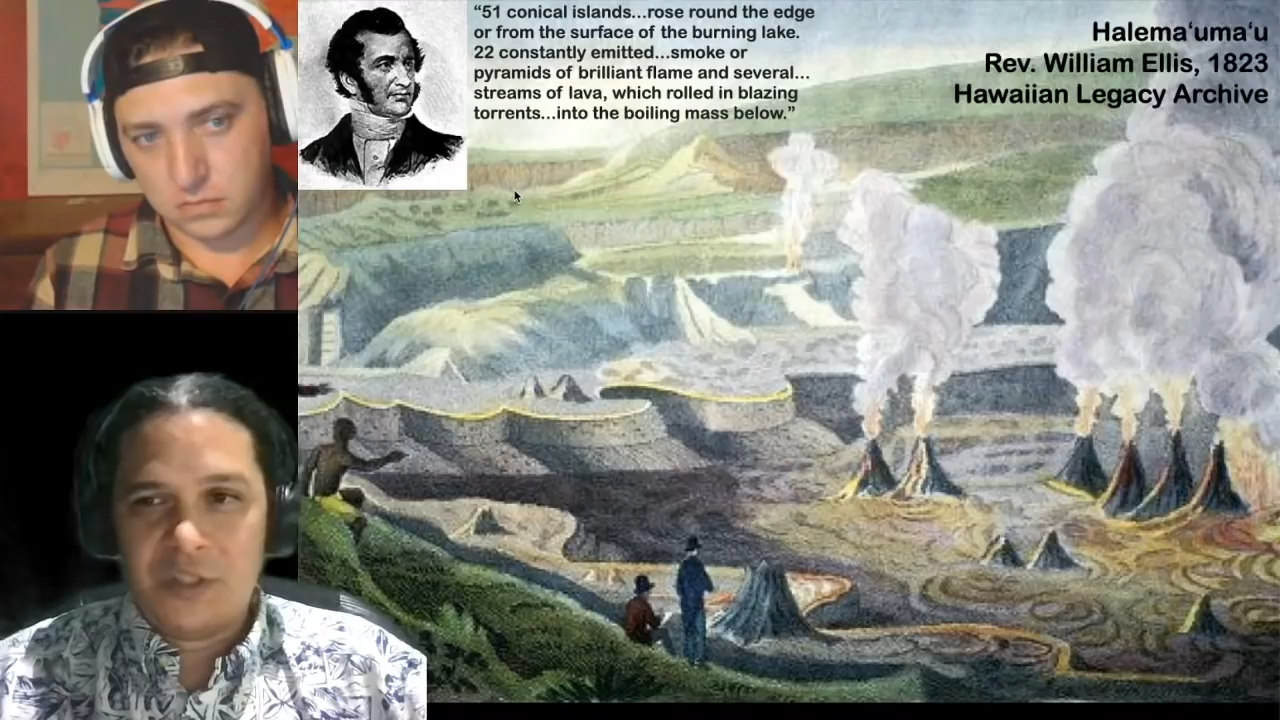 “51 conical islands...rose round the edge
or from the surface of the burning lake.
22 constantly emitted...smoke or
pyramids of brilliant flame and several...
streams of lava, which rolled in blazing
torrents...into the boiling mass below.”
Halemaʻumaʻu
Rev. William Ellis, 1823
Hawaiian Legacy Archive